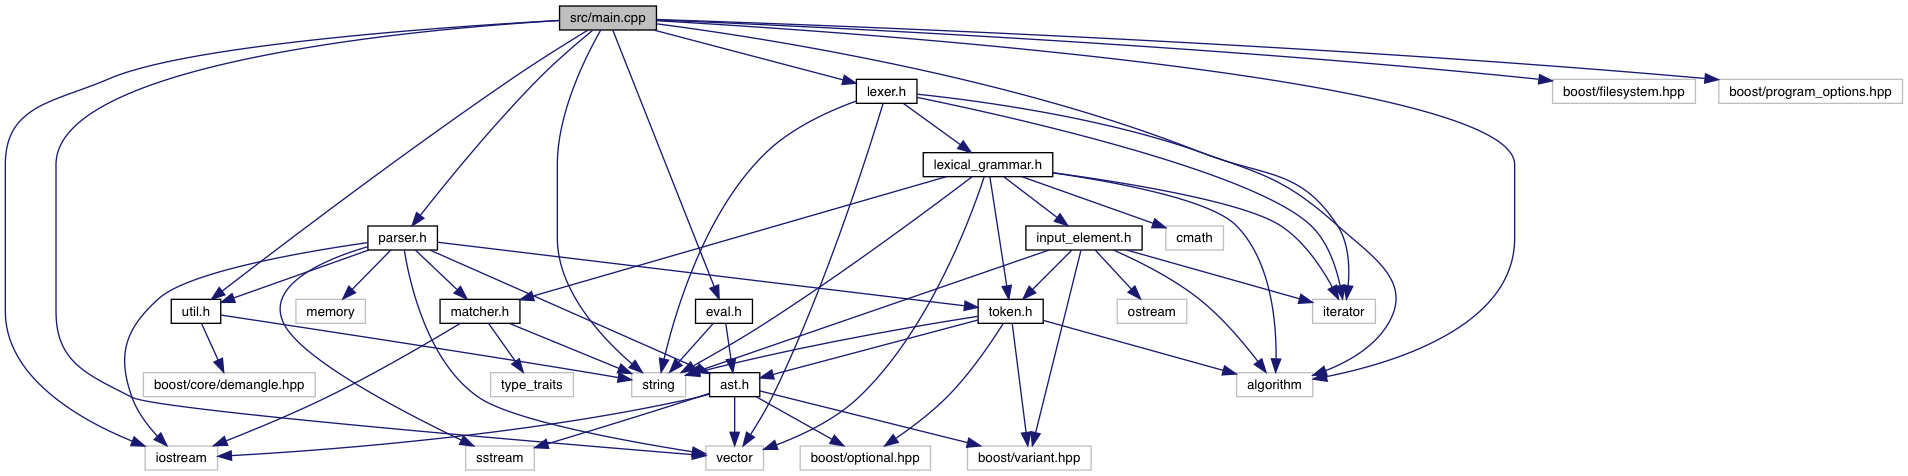 src/main.cpp
lexer.h
boost/filesystem.hpp
boost/program_options.hpp
lexical_grammar.h
parser.h
input_element.h
cmath
util.h
memory
matcher.h
eval.h
token.h
ostream
iterator
boost/core/demangle.hpp
type_traits
string
ast.h
algorithm
iostream
sstream
vector
boost/optional.hpp
boost/variant.hpp